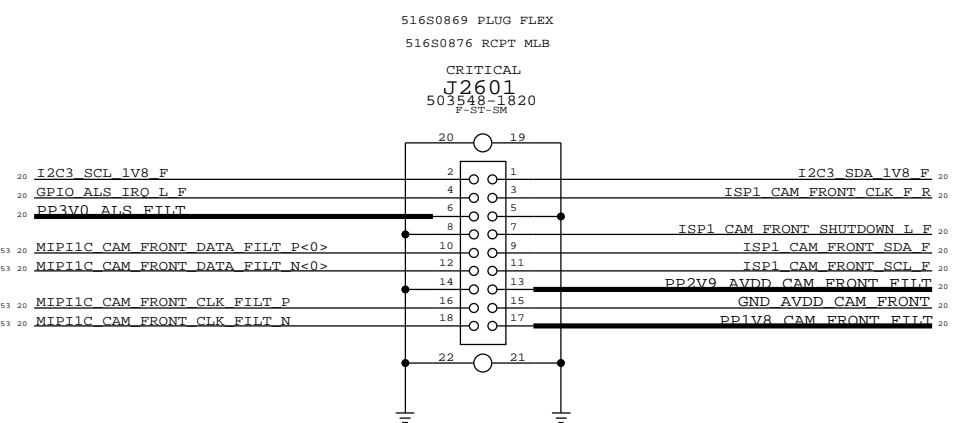 516S0869 PLUG FLEX
516S0876 RCPT MLB
CRITICAL
J2601
503548-1820
F-ST-SM
20 19
20 I2C3_SCL_1V8_F 2 1 I2C3_SDA_1V8_F 20
20 GPIO_ALS_IRQ_L_F 4 3 ISP1_CAM_FRONT_CLK_F_R 20
20 PP3V0_ALS_FILT 6 5
8 7 ISP1_CAM_FRONT_SHUTDOWN_L_F 20
53 20 MIPI1C_CAM_FRONT_DATA_FILT_P<0> 10 9 ISP1_CAM_FRONT_SDA_F 20
53 20 MIPI1C_CAM_FRONT_DATA_FILT_N<0> 12 11 ISP1_CAM_FRONT_SCL_F 20
14 13 PP2V9_AVDD_CAM_FRONT_FILT 20
53 20 MIPI1C_CAM_FRONT_CLK_FILT_P 16 15 GND_AVDD_CAM_FRONT 20
53 20 MIPI1C_CAM_FRONT_CLK_FILT_N 18 17 PP1V8_CAM_FRONT_FILT 20
22 21